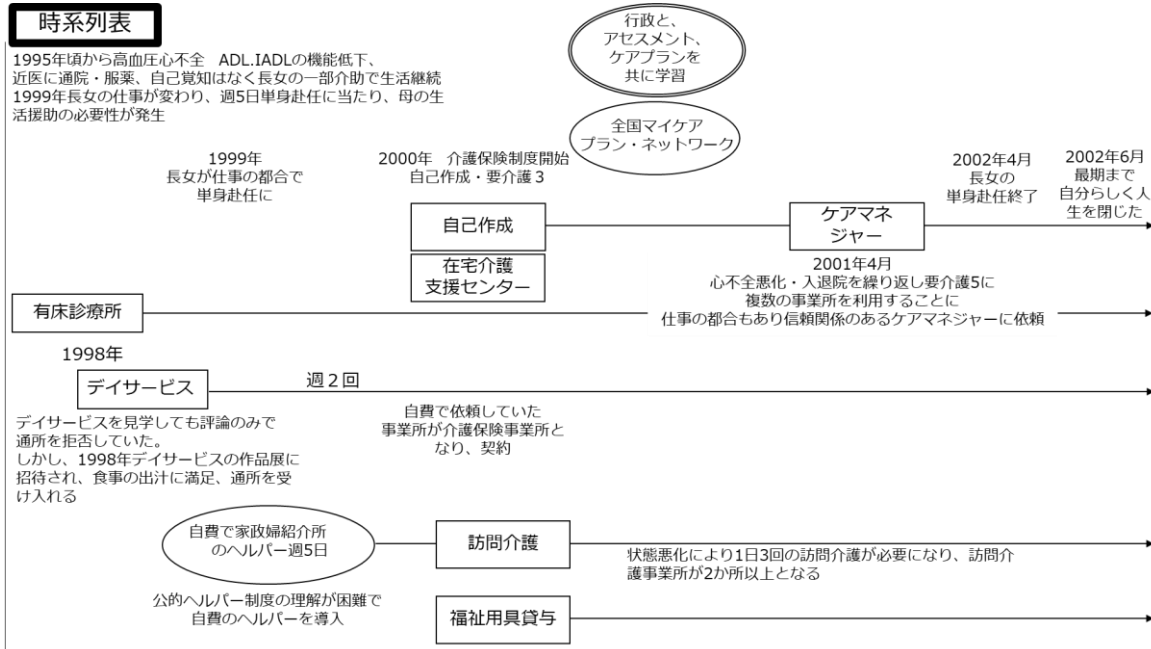 時系列表
1995年頃から高血圧心不全　ADL.IADLの機能低下、
近医に通院・服薬、自己覚知はなく長女の一部介助で生活継続
1999年長女の仕事が変わり、週5日単身赴任に当たり、母の生
活援助の必要性が発生
行政と、
アセスメント、
ケアプランを
共に学習
全国マイケア
プラン・ネットワーク
1999年
長女が仕事の都合で
単身赴任に
2000年　介護保険制度開始
自己作成・要介護３
2002年4月
長女の
単身赴任終了
2002年6月
最期まで
自分らしく人
生を閉じた
自己作成
ケアマネ
ジャー
在宅介護
支援センター
2001年4月
心不全悪化・入退院を繰り返し要介護5に
複数の事業所を利用することに
仕事の都合もあり信頼関係のあるケアマネジャーに依頼
有床診療所
1998年
デイサービス
週２回
デイサービスを見学しても評論のみで
通所を拒否していた。
しかし、1998年デイサービスの作品展に
招待され、食事の出汁に満足、通所を受
け入れる
自費で依頼していた
事業所が介護保険事業所と
なり、契約
自費で家政婦紹介所
のヘルパー週5日
訪問介護
状態悪化により1日3回の訪問介護が必要になり、訪問介
護事業所が2か所以上となる
公的ヘルパー制度の理解が困難で
自費のヘルパーを導入
福祉用具貸与